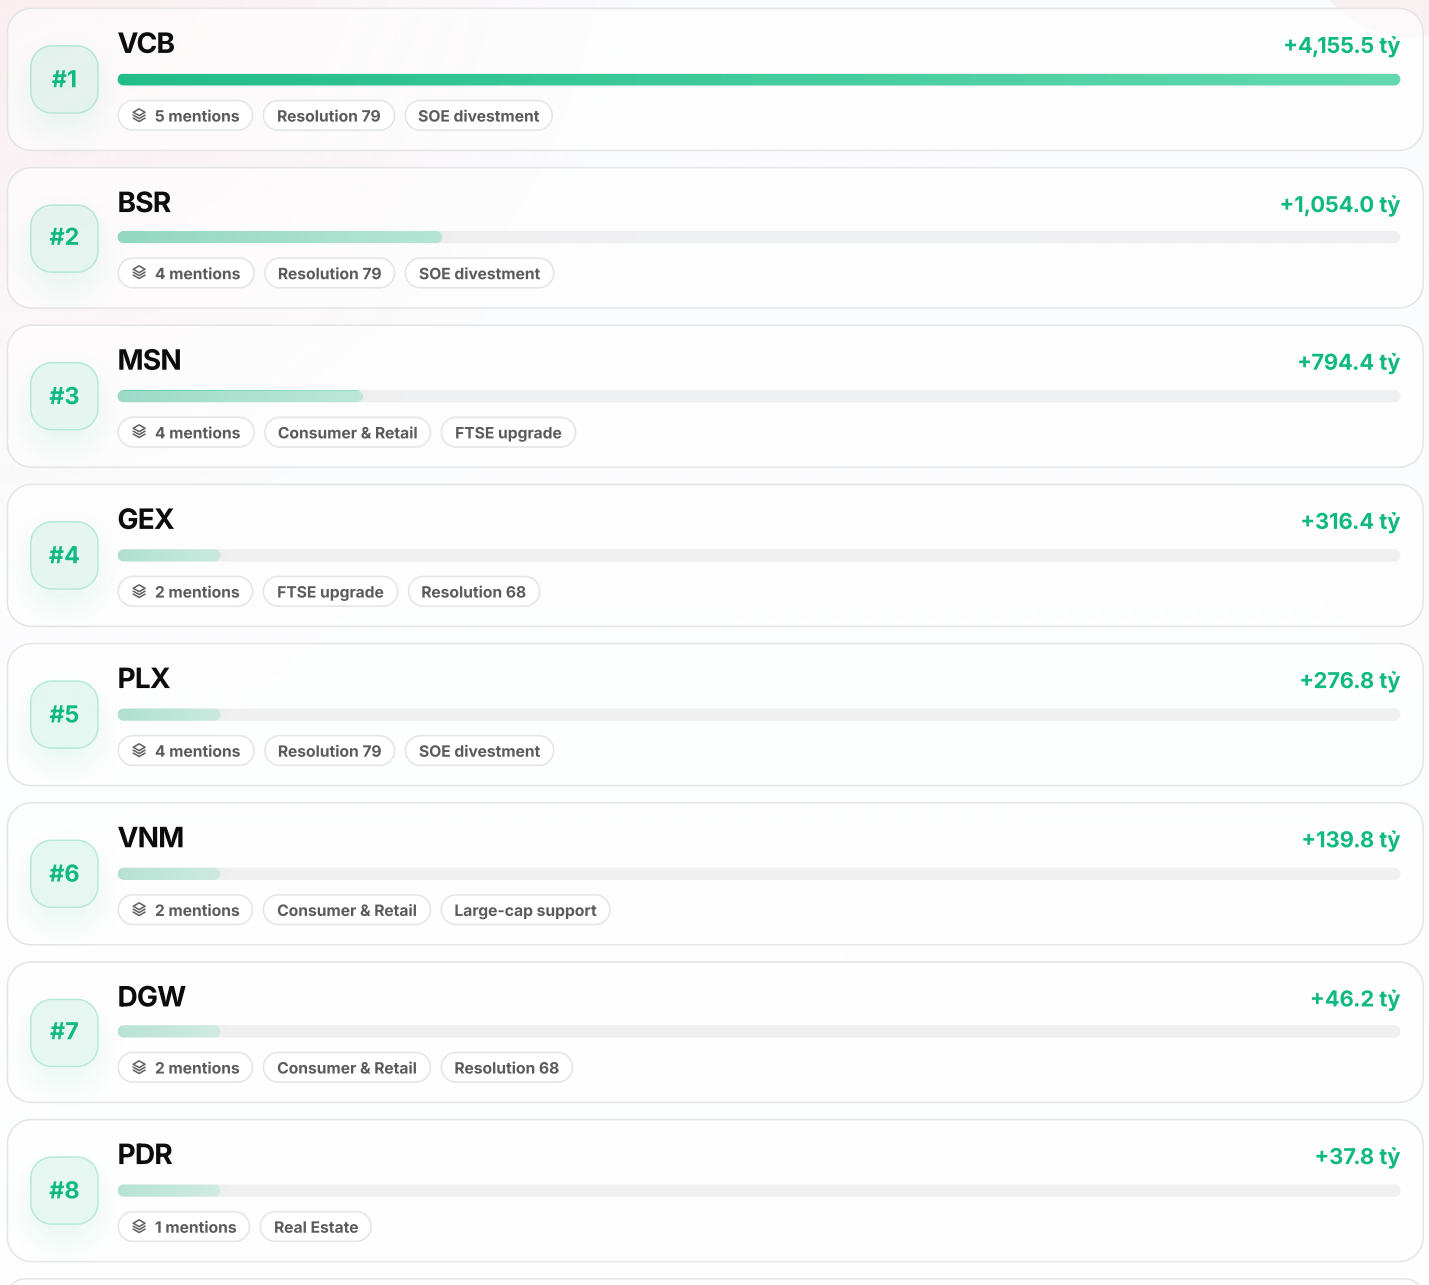 VCB
+4,155.5 tỷ
#1
5 mentions
Resolution 79
SOE divestment
BSR
+1,054.0 tỷ
#2
4 mentions
Resolution 79
SOE divestment
MSN
+794.4 tỷ
#3
4 mentions
Consumer & Retail
FTSE upgrade
GEX
+316.4 tỷ
#4
2 mentions
FTSE upgrade
Resolution 68
PLX
+276.8 tỷ
#5
4 mentions
Resolution 79
SOE divestment
VNM
+139.8 tỷ
#6
2 mentions
Consumer & Retail
Large-cap support
DGW
+46.2 tỷ
#7
2 mentions
Consumer & Retail
Resolution 68
PDR
+37.8 tỷ
#8
1 mentions
Real Estate